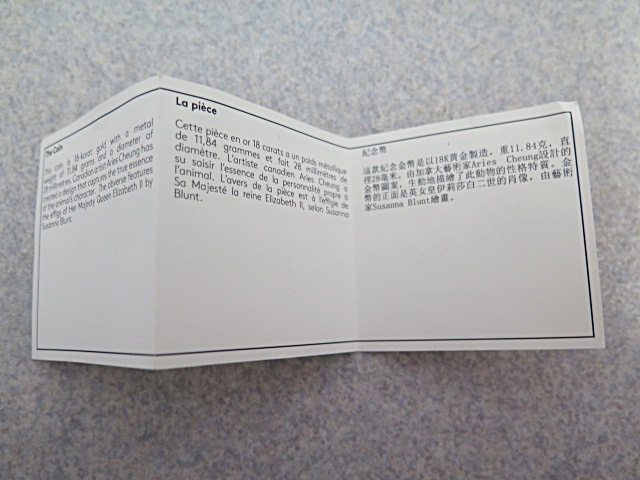 The Coin
This coin is 18-karat gold with a metal
weight of 11.84 grams and a diameter of
28 millimetres. Canadian artist Aries Cheung has
created a design that captures the true essence
of the animal's character. The obverse features
the effigy of Her Majesty Queen Elizabeth II by
Susanna Blunt.
La pièce
Cette pièce en or 18 carats a un poids métallique
de 11,84 grammes et fait 28 millimètres de
diamètre. L'artiste canadien Aries Cheung a
su saisir l'essence de la personnalité propre à
l'animal. L'avers de la pièce est à l'effigie de
Sa Majesté la reine Elizabeth II, selon Susanna
Blunt.
紀念幣
這款紀念金幣是以18K黃金製造，重11.84克，直
徑28毫米。由加拿大藝術家Aries Cheung設計的
金幣圖案，生動地描繪了此動物的性格特質。金
幣的正面是英女皇伊莉莎白二世的肖像，由藝術
家Susanna Blunt繪畫。